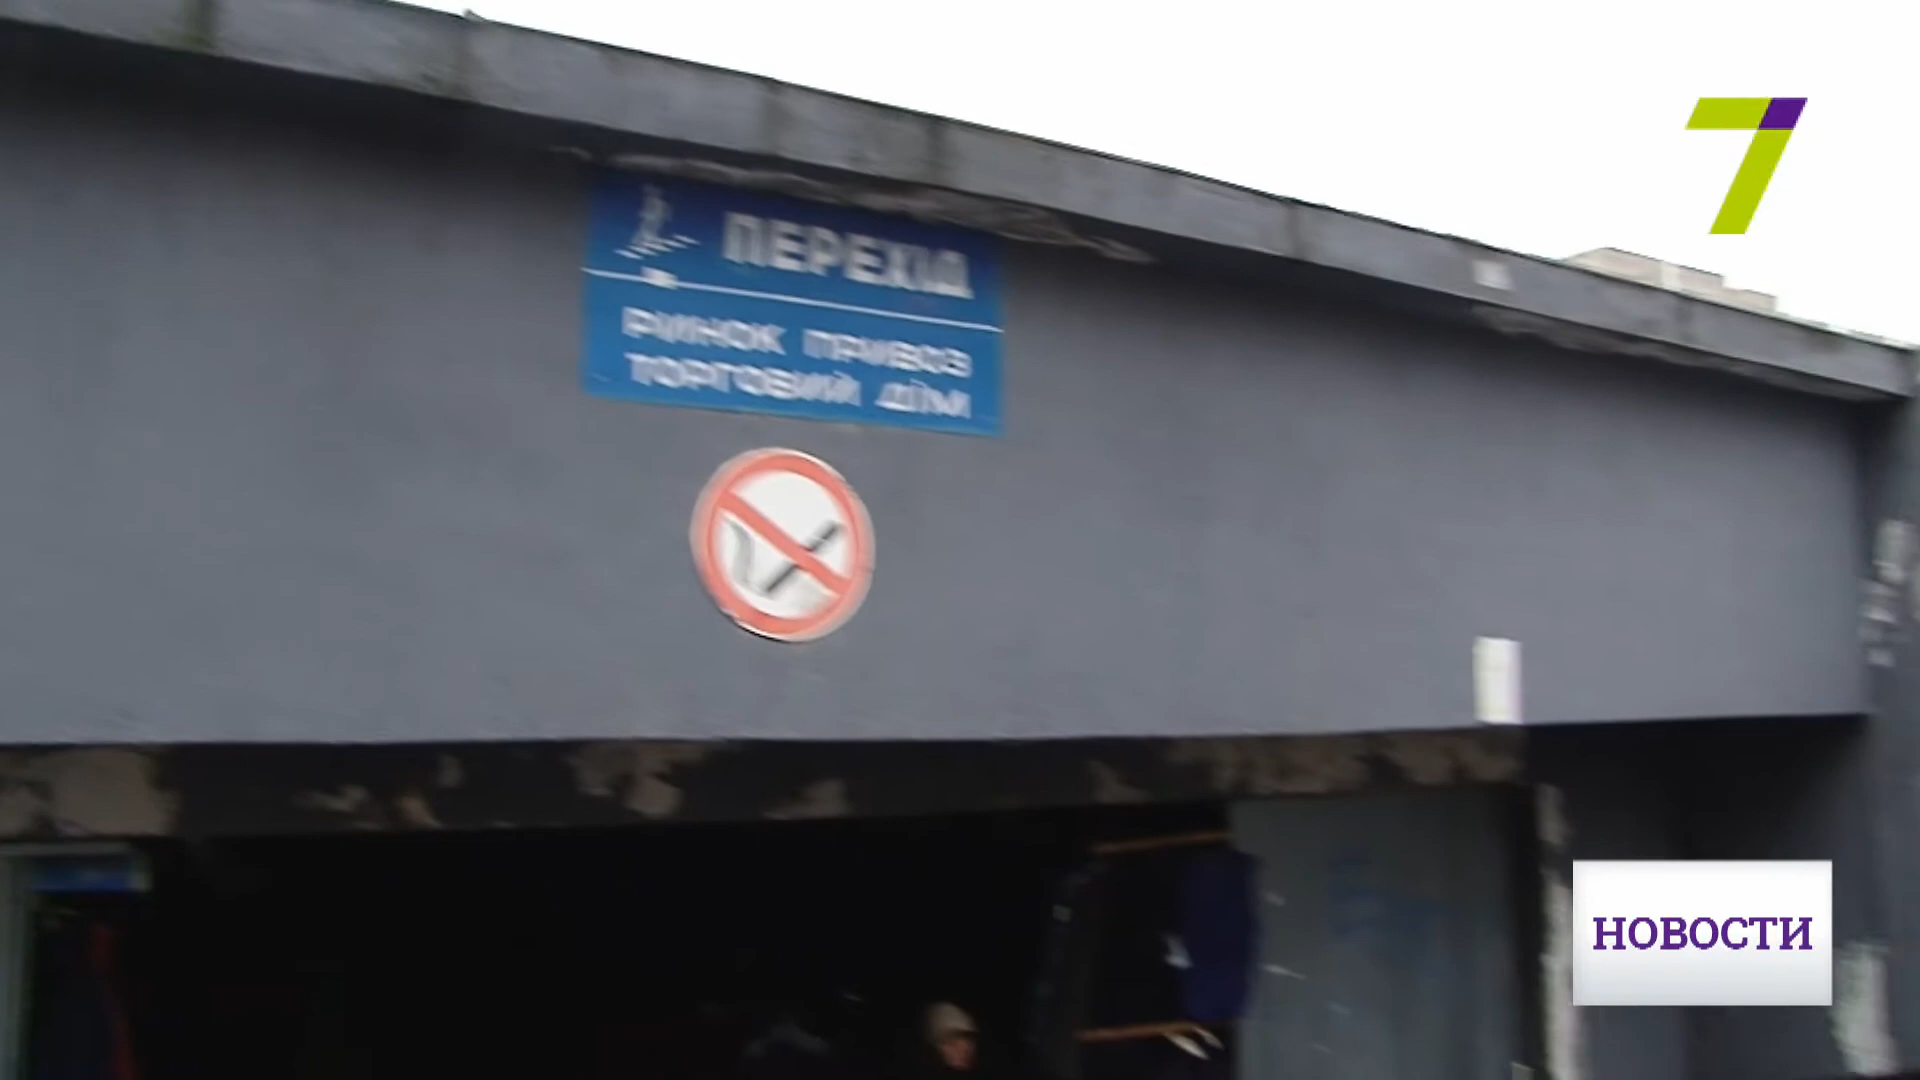 7
ПЕРЕХІД
РИНОК ПРИВОЗ
ТОРГОВИЙ ДІМ
НОВОСТИ